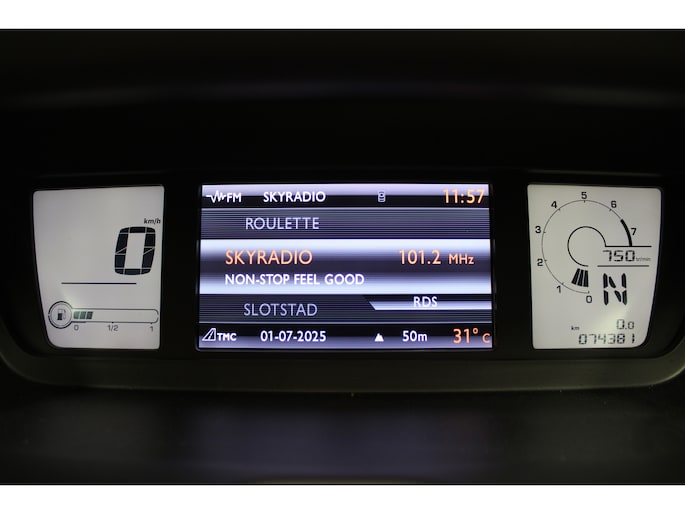 km/h
0
0 1/2 1
FM SKYRADIO 11:57
ROULETTE
SKYRADIO 101.2 MHz
NON-STOP FEEL GOOD
SLOTSTAD RDS
TMC 01-07-2025 50m 31° C
0 1 2 3 4 5 6 7
750
N
0.0
km 074381